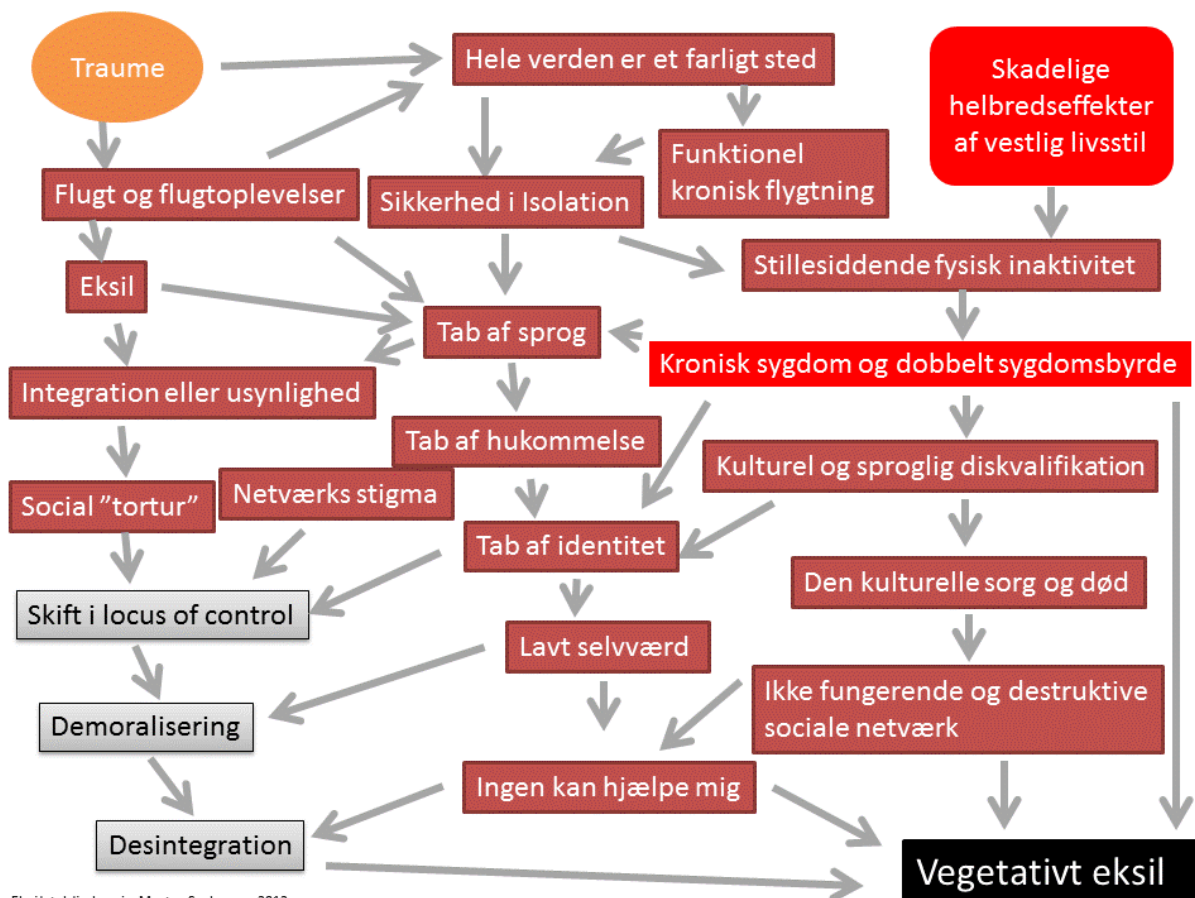 Traume
Hele verden er et farligt sted
Skadelige
helbredseffekter
af vestlig livsstil
Funktionel
kronisk flygtning
Flugt og flugtoplevelser
Sikkerhed i Isolation
Stillesiddende fysisk inaktivitet
Eksil
Tab af sprog
Kronisk sygdom og dobbelt sygdomsbyrde
Integration eller usynlighed
Tab af hukommelse
Kulturel og sproglig diskvalifikation
Netværks stigma
Social ”tortur”
Tab af identitet
Den kulturelle sorg og død
Skift i locus of control
Lavt selvværd
Ikke fungerende og destruktive
sociale netværk
Demoralisering
Ingen kan hjælpe mig
Desintegration
Vegetativt eksil